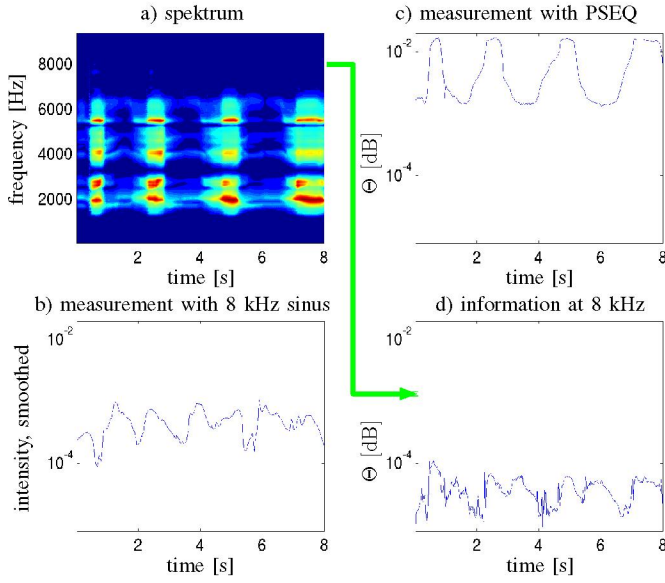 a) spektrum
frequency [Hz]
8000
6000
4000
2000
2 4 6 8
time [s]
c) measurement with PSEQ
Θ [dB]
10^-2
10^-4
2 4 6 8
time [s]
b) measurement with 8 kHz sinus
intensity, smoothed
10^-2
10^-4
2 4 6 8
time [s]
d) information at 8 kHz
Θ [dB]
10^-2
10^-4
2 4 6 8
time [s]